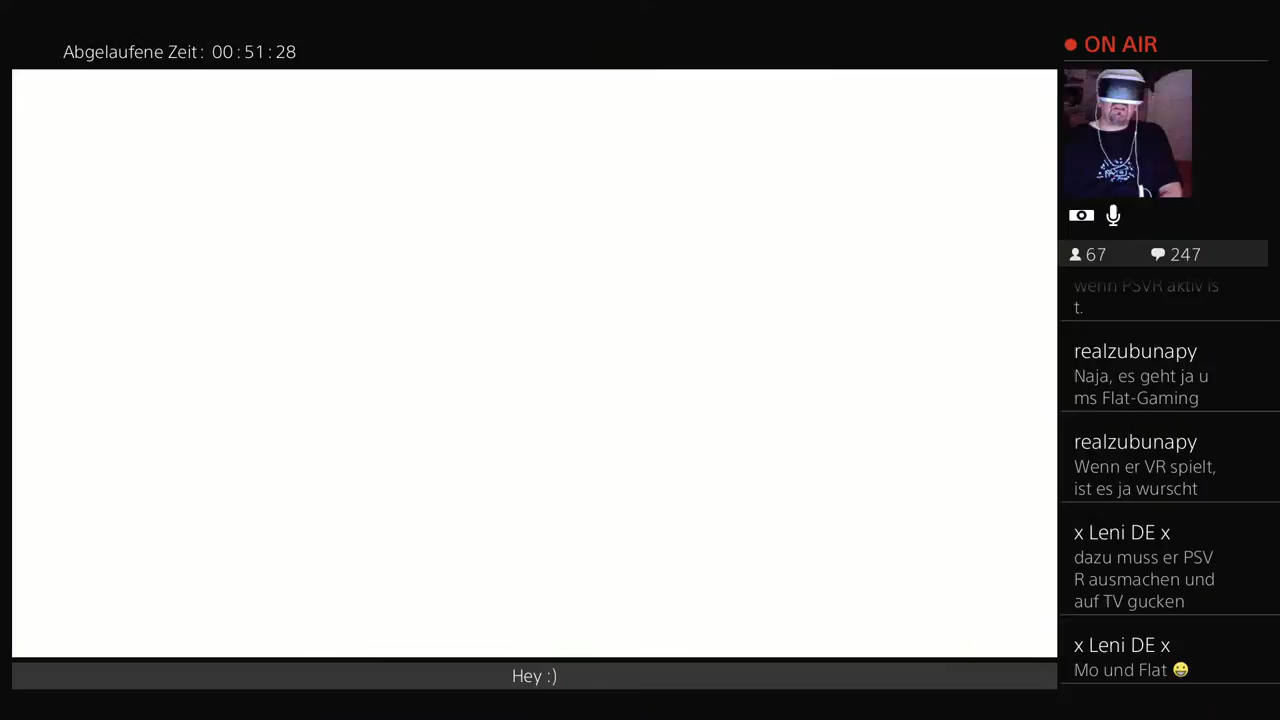 Abgelaufene Zeit: 00:51:28
ON AIR
67 247
wenn PSVR aktiv is
t.
realzubunapy
Naja, es geht ja u
ms Flat-Gaming
realzubunapy
Wenn er VR spielt,
ist es ja wurscht
x Leni DE x
dazu muss er PSV
R ausmachen und
auf TV gucken
x Leni DE x
Mo und Flat 😀
Hey :)